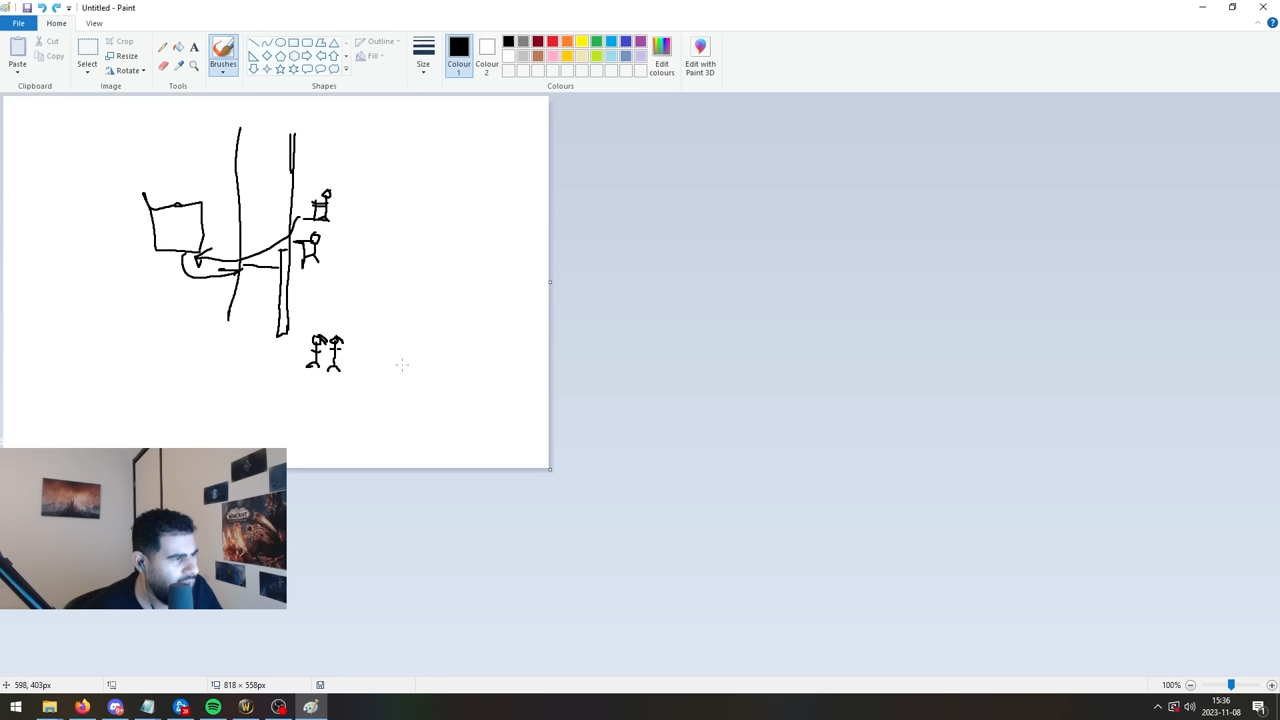 Untitled - Paint
File
Home
View
Paste
Cut
Copy
Clipboard
Select
Crop
Resize
Rotate
Image
A
Tools
Brushes
Outline
Fill
Shapes
Size
Colour 1
Colour 2
Edit colours
Colours
Edit with Paint 3D
WARCRAFT
598, 403px
818 × 558px
100%
15:36
2023-11-08